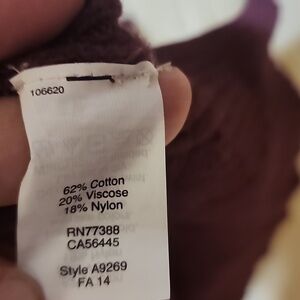 106620
62% Cotton
20% Viscose
18% Nylon
RN77388
CA56445
Style A9269
FA 14